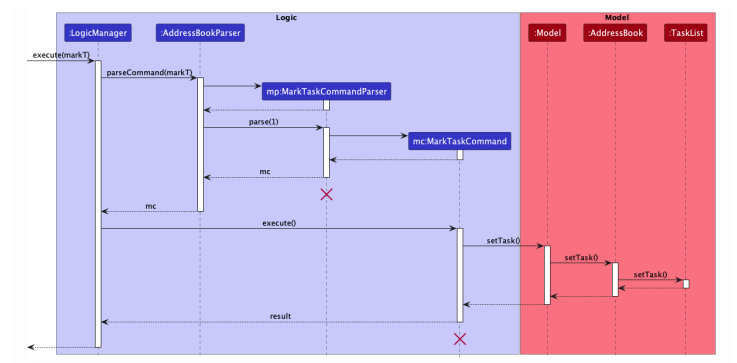 Logic
Model
:LogicManager
:AddressBookParser
:Model
:AddressBook
:TaskList
execute(markT)
parseCommand(markT)
mp:MarkTaskCommandParser
parse(1)
mc:MarkTaskCommand
mc
mc
execute()
setTask()
setTask()
setTask()
result